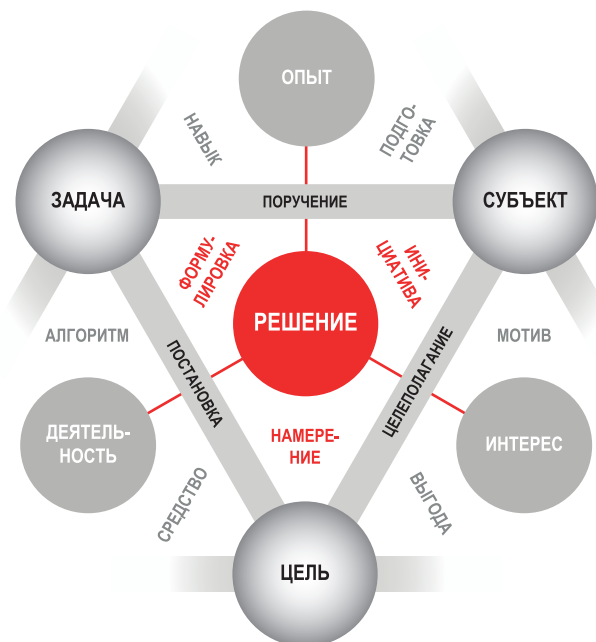 ОПЫТ
НАВЫК
ПОДГО-
ТОВКА
ЗАДАЧА
ПОРУЧЕНИЕ
СУБЪЕКТ
ФОРМУ-
ЛИРОВКА
ИНИ-
ЦИАТИВА
РЕШЕНИЕ
АЛГОРИТМ
ПОСТАНОВКА
ЦЕЛЕПОЛАГАНИЕ
МОТИВ
ДЕЯТЕЛЬ-
НОСТЬ
НАМЕРЕ-
НИЕ
ИНТЕРЕС
СРЕДСТВО
ВЫГОДА
ЦЕЛЬ